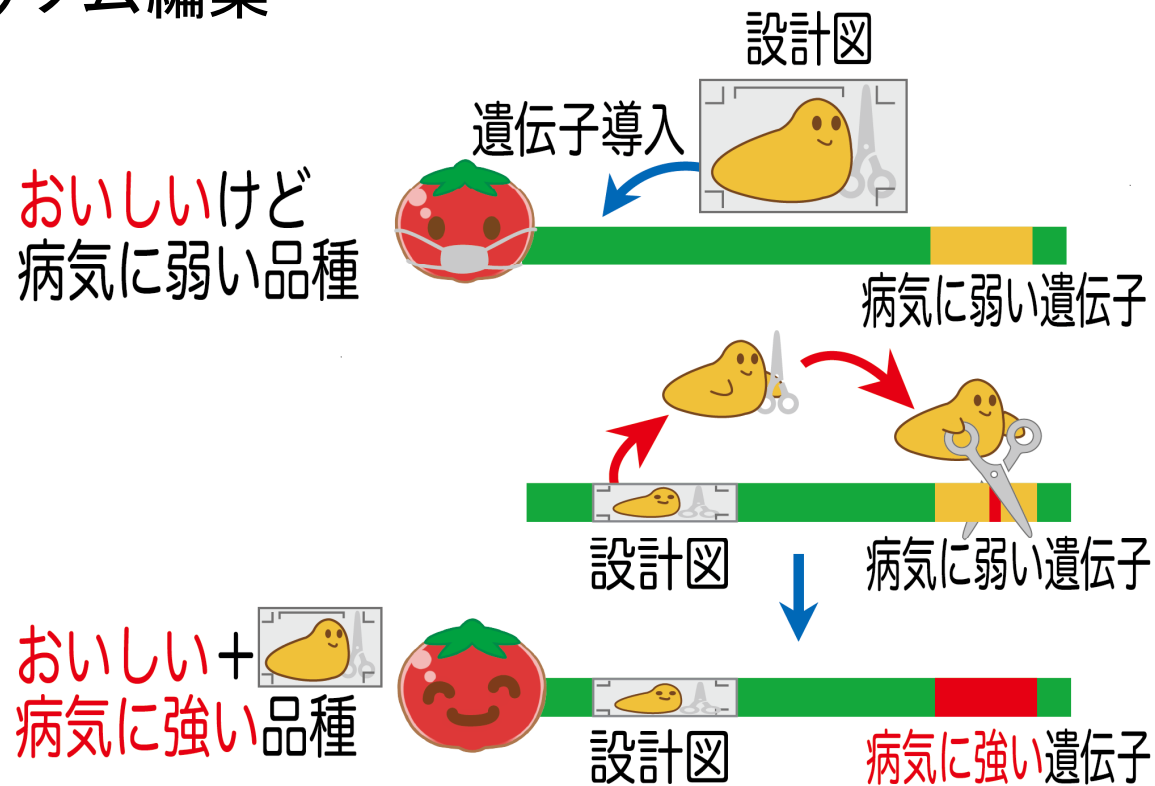 ム編集
設計図
遺伝子導入
おいしいけど
病気に弱い品種
病気に弱い遺伝子
設計図
病気に弱い遺伝子
おいしい+
病気に強い品種
設計図
病気に強い遺伝子